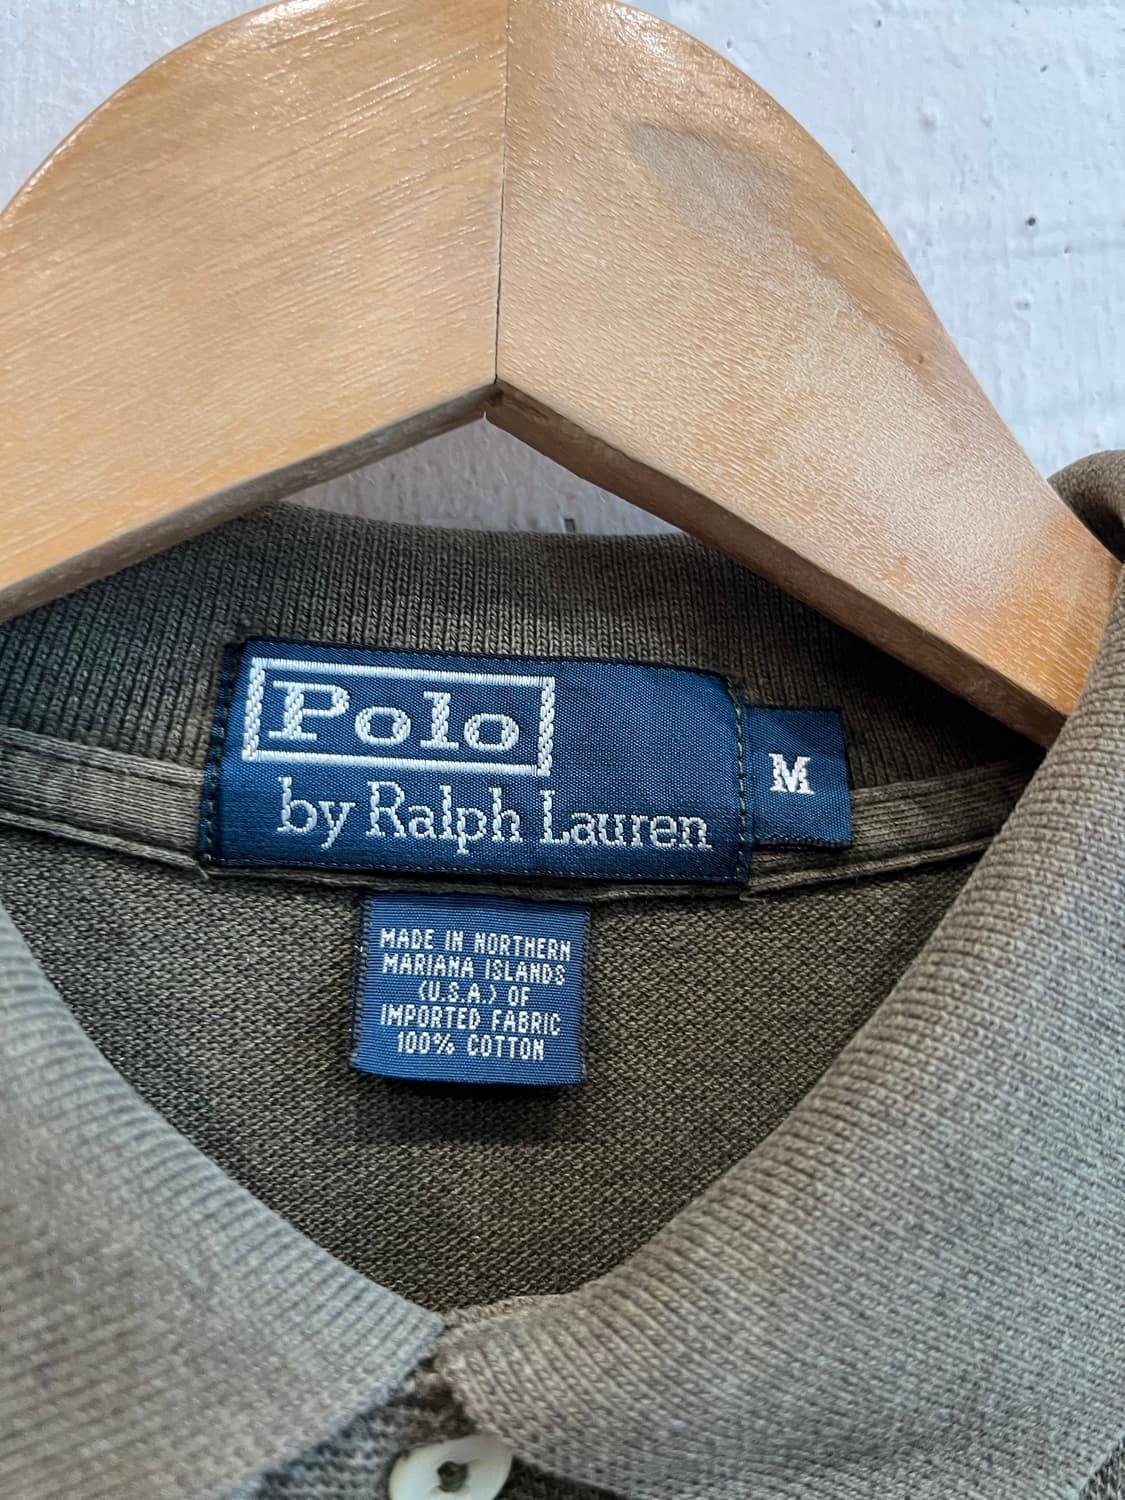 Polo
by Ralph Lauren
M
MADE IN NORTHERN
MARIANA ISLANDS
(U.S.A.) OF
IMPORTED FABRIC
100% COTTON